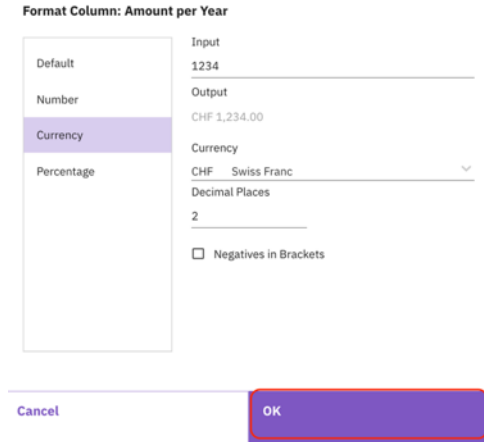 Format Column: Amount per Year
Default
Number
Currency
Percentage
Input
1234
Output
CHF 1,234.00
Currency
CHF Swiss Franc
Decimal Places
2
Negatives in Brackets
Cancel
OK